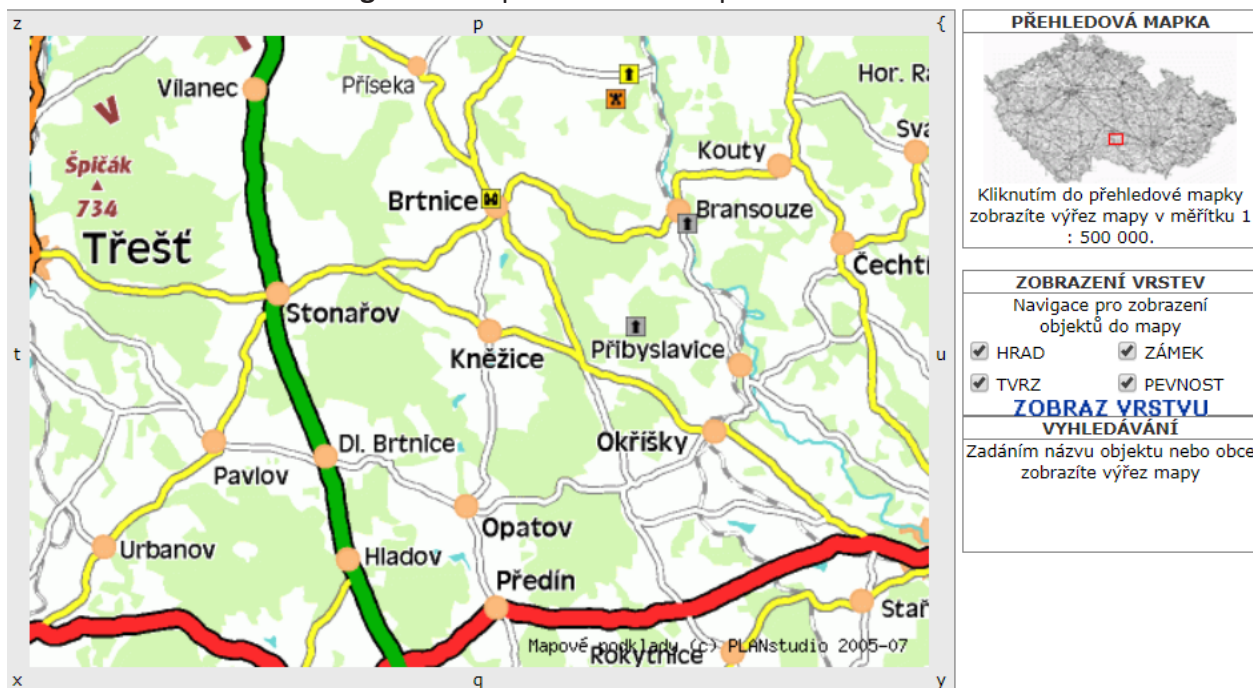 z p {
Vílanec
Příseka
Hor. Ra
Sva
Kouty
Špičák
734
Brtnice
Bransouze
Třešť
Čechtí
Stonařov
Kněžice
Přibyslavice
t u
Dl. Brtnice
Okříšky
Pavlov
Opatov
Urbanov
Hladov
Předín
Stař
Mapové podklady (c) PLANstudio 2005-07
Rokytnice
x q y
PŘEHLEDOVÁ MAPKA
Kliknutím do přehledové mapky
zobrazíte výřez mapy v měřítku 1
: 500 000.
ZOBRAZENÍ VRSTEV
Navigace pro zobrazení
objektů do mapy
HRAD ZÁMEK
TVRZ PEVNOST
ZOBRAZ VRSTVU
VYHLEDÁVÁNÍ
Zadáním názvu objektu nebo obce
zobrazíte výřez mapy